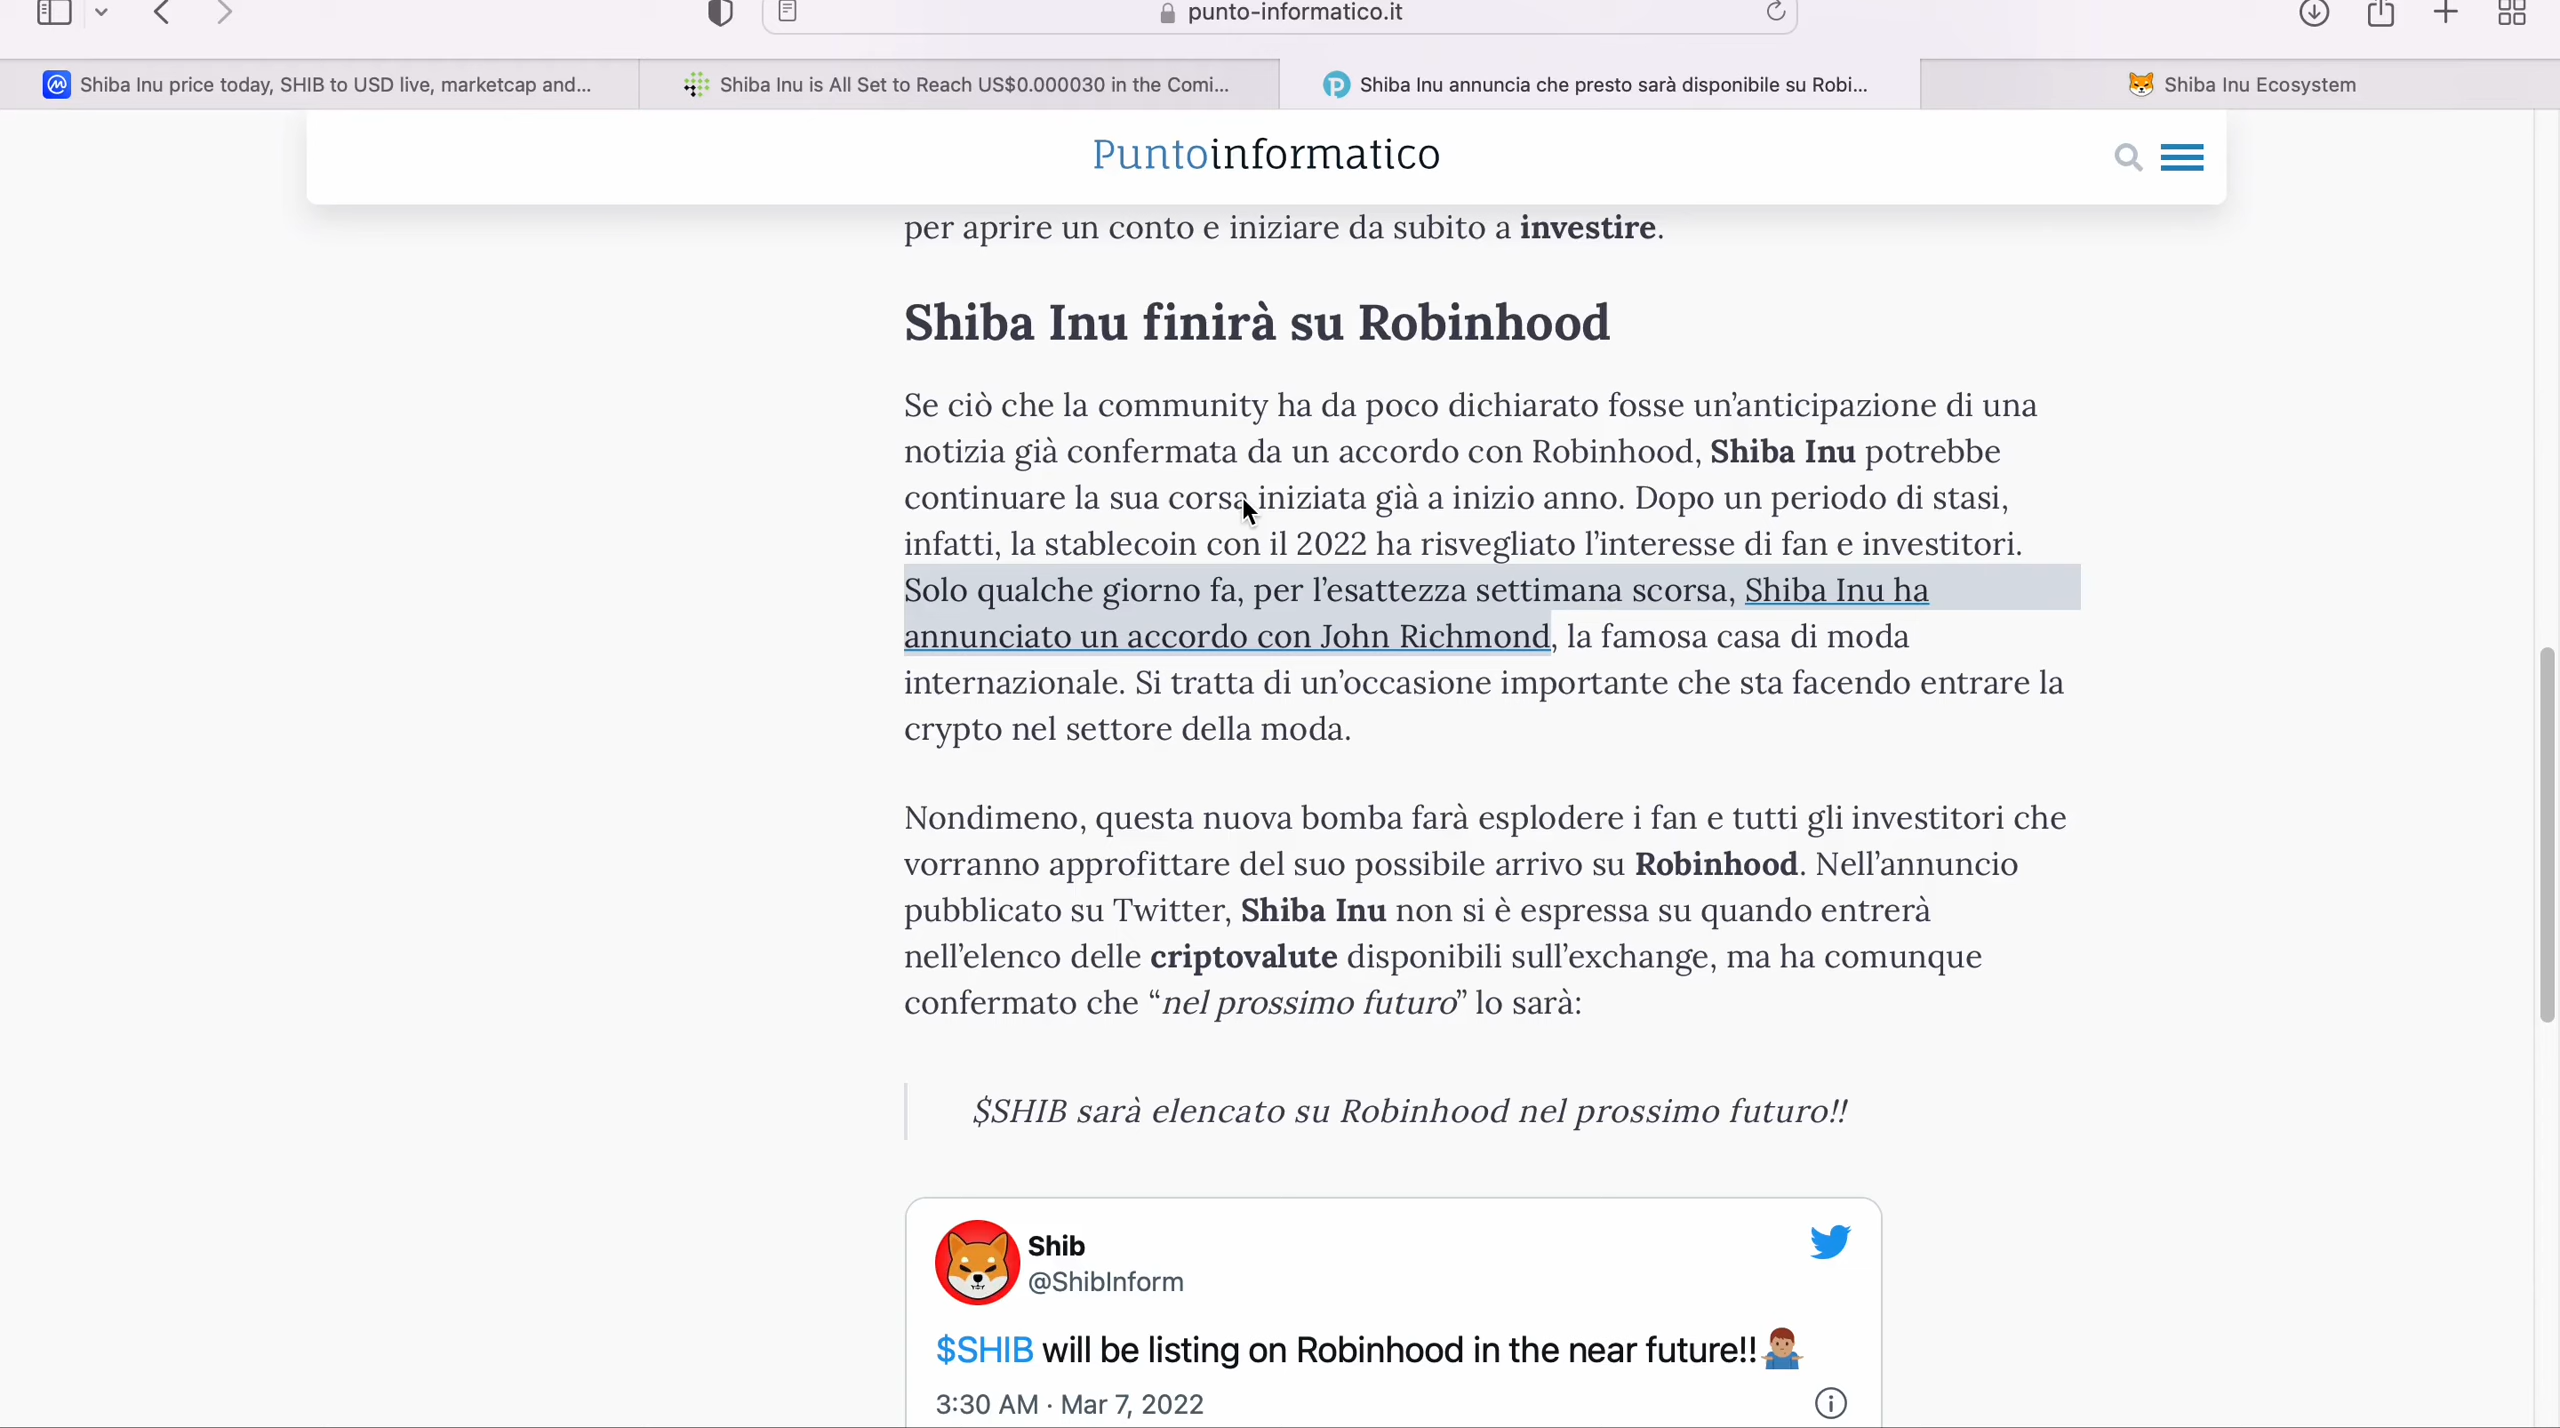 punto-informatico.it
Shiba Inu price today, SHIB to USD live, marketcap and...
Shiba Inu is All Set to Reach US$0.000030 in the Comi...
Shiba Inu annuncia che presto sarà disponibile su Robi...
Shiba Inu Ecosystem
Puntoinformatico
per aprire un conto e iniziare da subito a investire.
Shiba Inu finirà su Robinhood
Se ciò che la community ha da poco dichiarato fosse un’anticipazione di una
notizia già confermata da un accordo con Robinhood, Shiba Inu potrebbe
continuare la sua corsa iniziata già a inizio anno. Dopo un periodo di stasi,
infatti, la stablecoin con il 2022 ha risvegliato l’interesse di fan e investitori.
Solo qualche giorno fa, per l’esattezza settimana scorsa, Shiba Inu ha
annunciato un accordo con John Richmond, la famosa casa di moda
internazionale. Si tratta di un’occasione importante che sta facendo entrare la
crypto nel settore della moda.
Nondimeno, questa nuova bomba farà esplodere i fan e tutti gli investitori che
vorranno approfittare del suo possibile arrivo su Robinhood. Nell’annuncio
pubblicato su Twitter, Shiba Inu non si è espressa su quando entrerà
nell’elenco delle criptovalute disponibili sull’exchange, ma ha comunque
confermato che “nel prossimo futuro” lo sarà:
$SHIB sarà elencato su Robinhood nel prossimo futuro!!
Shib
@ShibInform
$SHIB will be listing on Robinhood in the near future!!
3:30 AM · Mar 7, 2022